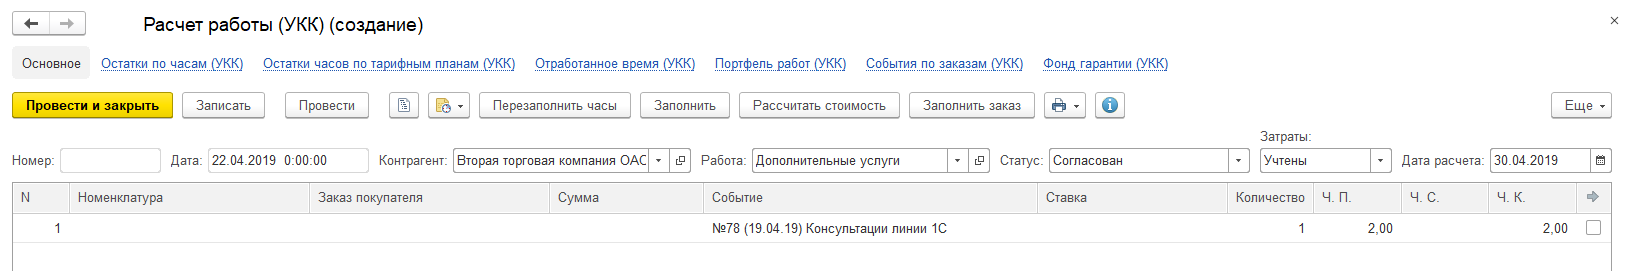 Расчет работы (УКК) (создание)
Основное Остатки по часам (УКК) Остатки часов по тарифным планам (УКК) Отработанное время (УКК) Портфель работ (УКК) События по заказам (УКК) Фонд гарантии (УКК)
Провести и закрыть Записать Провести Перезаполнить часы Заполнить Рассчитать стоимость Заполнить заказ Еще
Затраты:
Номер: Дата: 22.04.2019 0:00:00 Контрагент: Вторая торговая компания ОАО Работа: Дополнительные услуги Статус: Согласован Учтены Дата расчета: 30.04.2019
N Номенклатура Заказ покупателя Сумма Событие Ставка Количество Ч. П. Ч. С. Ч. К.
1 №78 (19.04.19) Консультации линии 1С 1 2,00 2,00